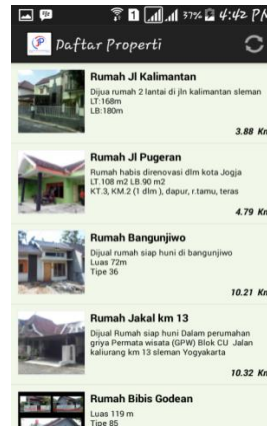 37% 4:42 PM
Daftar Properti
Rumah Jl Kalimantan
Dijua rumah 2 lantai di jln kalimantan sleman
LT:168m
LB:180m
3.88 Km
Rumah Jl Pugeran
Rumah habis direnovasi dlm kota Jogja
LT.108 m2 LB.90 m2
KT.3, KM.2 (1 dlm ), dapur, r.tamu, teras
4.79 Km
Rumah Bangunjiwo
Dijual rumah siap huni di bangunjiwo
Luas 72m
Tipe 36
10.21 Km
Rumah Jakal km 13
Dijual Rumah siap huni Dalam perumahan
griya Permata wisata (GPW) Blok CU  Jalan
kaliurang km 13 sleman Yogyakarta
10.32 Km
Rumah Bibis Godean
Luas 119 m
Tipe 85